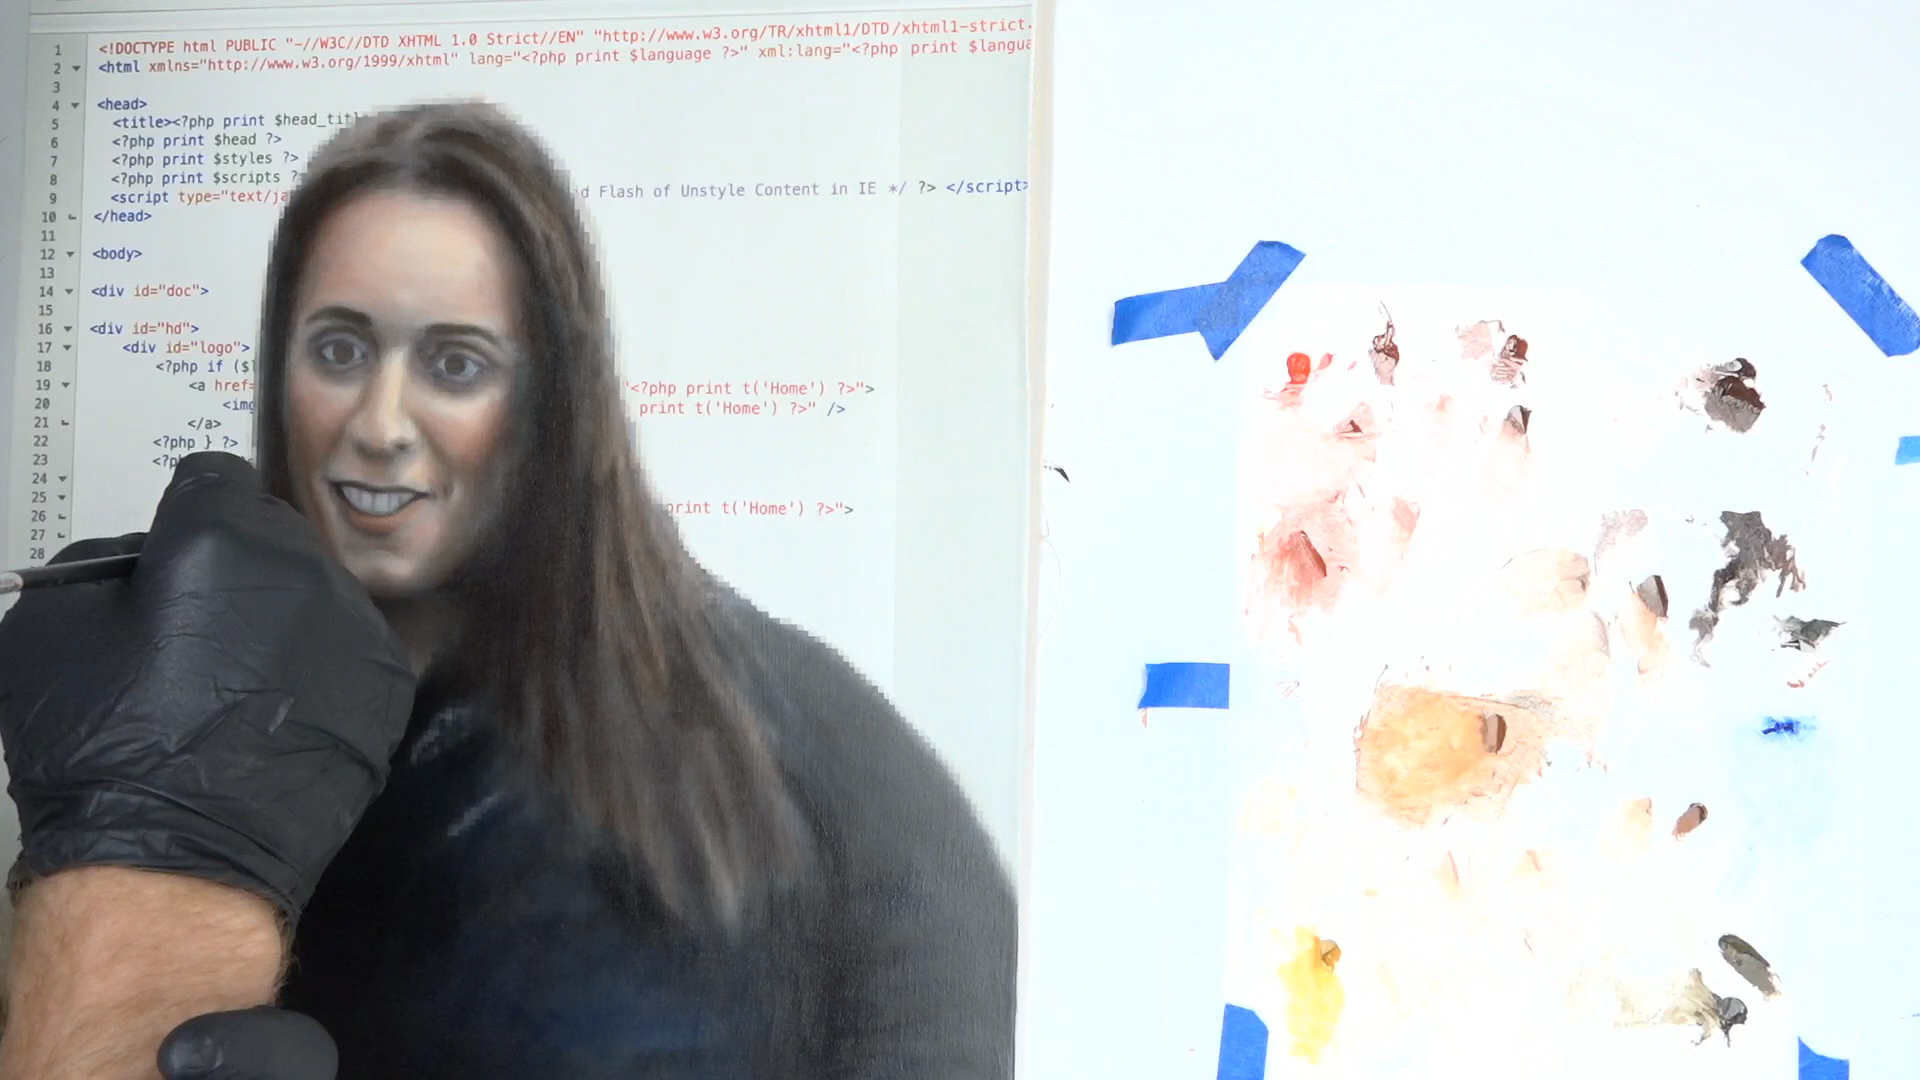 1 <!DOCTYPE html PUBLIC "-//W3C//DTD XHTML 1.0 Strict//EN" "http://www.w3.org/TR/xhtml1/DTD/xhtml1-strict.
2 <html xmlns="http://www.w3.org/1999/xhtml" lang="<?php print $language ?>" xml:lang="<?php print $langua
3
4 <head>
5 <title><?php print $head_titl
6 <?php print $head ?>
7 <?php print $styles ?>
8 <?php print $scripts ?
9 <script type="text/ja id Flash of Unstyle Content in IE */ ?> </script>
10 </head>
11
12 <body>
13
14 <div id="doc">
15
16 <div id="hd">
17 <div id="logo">
18 <?php if ($l
19 <a href= "<?php print t('Home') ?>">
20 <img print t('Home') ?>" />
21 </a>
22 <?php } ?>
23 <?ph
24
25
26 print t('Home') ?>">
27
28